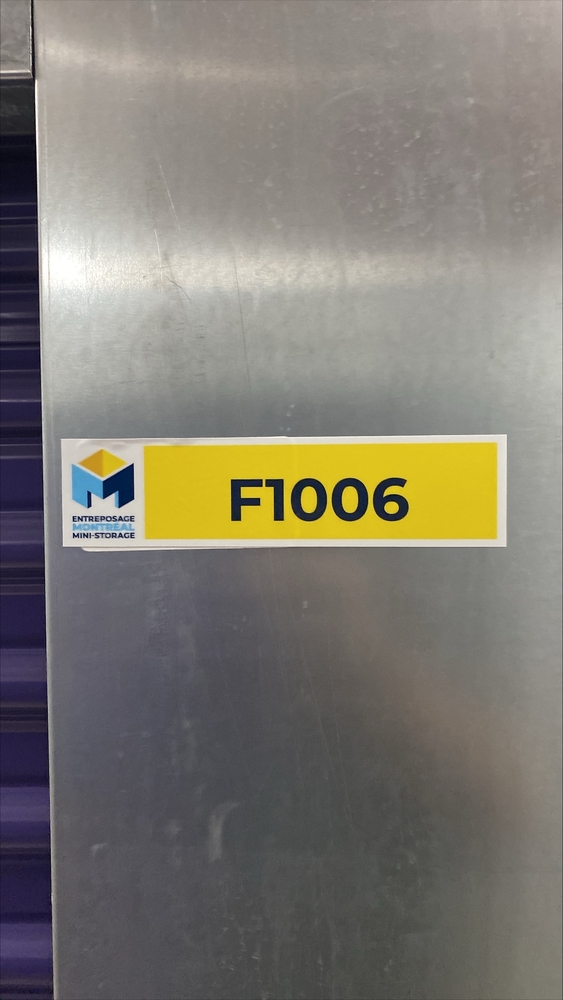 ENTREPOSAGE
MONTREAL
MINI-STORAGE
F1006